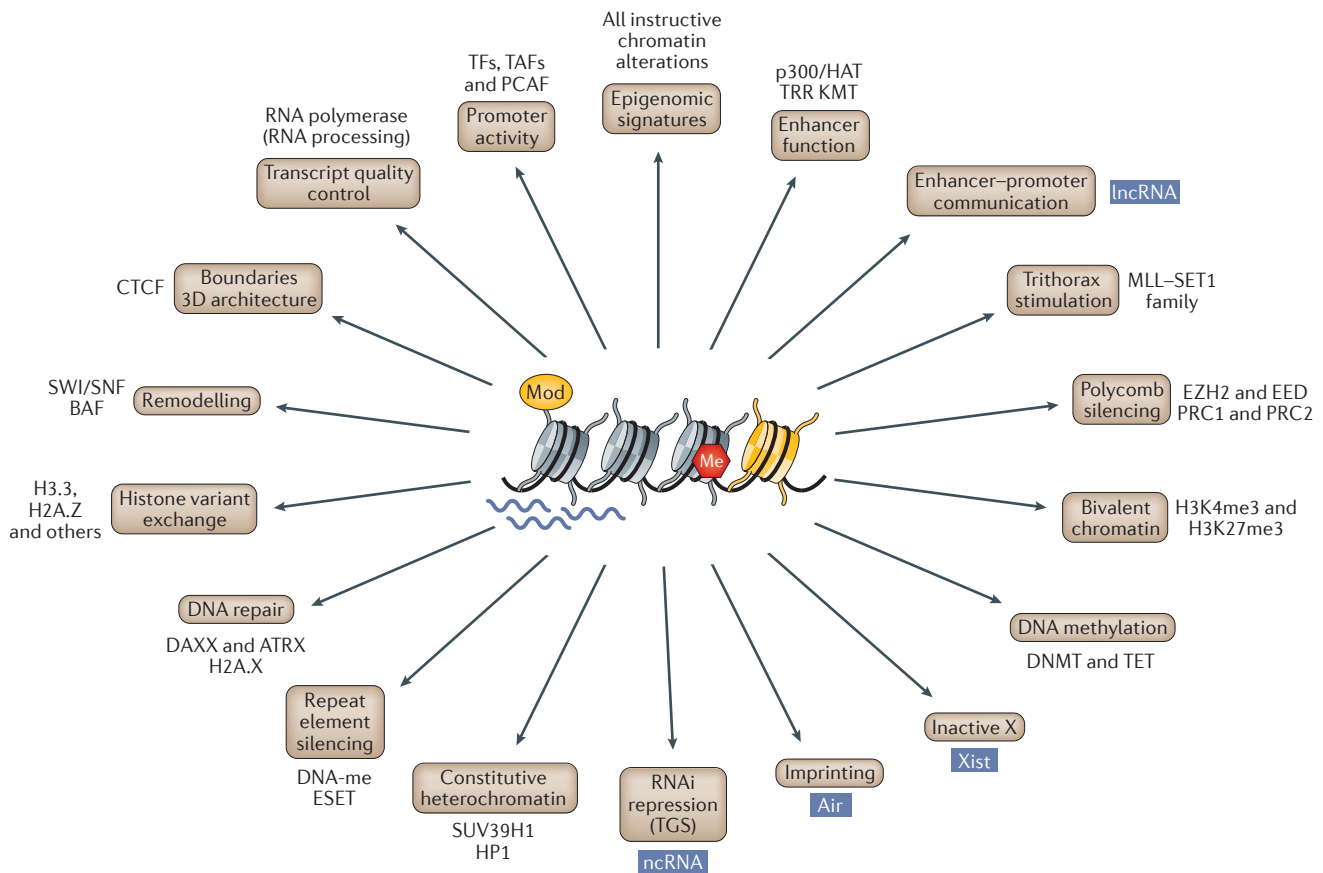 All instructive
chromatin
alterations
Epigenomic
signatures
TFs, TAFs
and PCAF
Promoter
activity
p300/HAT
TRR KMT
Enhancer
function
RNA polymerase
(RNA processing)
Transcript quality
control
Enhancer–promoter
communication
lncRNA
CTCF
Boundaries
3D architecture
Trithorax
stimulation
MLL–SET1
family
SWI/SNF
BAF
Remodelling
Mod
Me
Polycomb
silencing
EZH2 and EED
PRC1 and PRC2
H3.3,
H2A.Z
and others
Histone variant
exchange
Bivalent
chromatin
H3K4me3 and
H3K27me3
DNA repair
DAXX and ATRX
H2A.X
DNA methylation
DNMT and TET
Repeat
element
silencing
DNA-me
ESET
Inactive X
Xist
Constitutive
heterochromatin
SUV39H1
HP1
RNAi
repression
(TGS)
ncRNA
Imprinting
Air